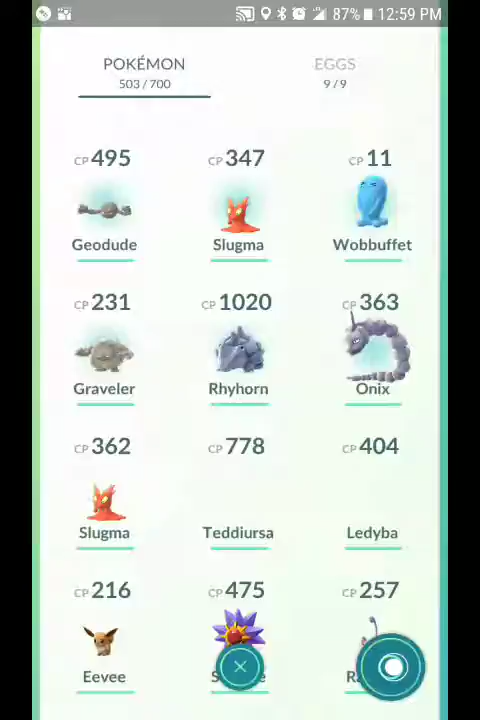 87% 12:59 PM
POKÉMON EGGS
503 / 700 9 / 9
CP 495 CP 347 CP 11
Geodude Slugma Wobbuffet
CP 231 CP 1020 CP 363
Graveler Rhyhorn Onix
CP 362 CP 778 CP 404
Slugma Teddiursa Ledyba
CP 216 CP 475 CP 257
Eevee